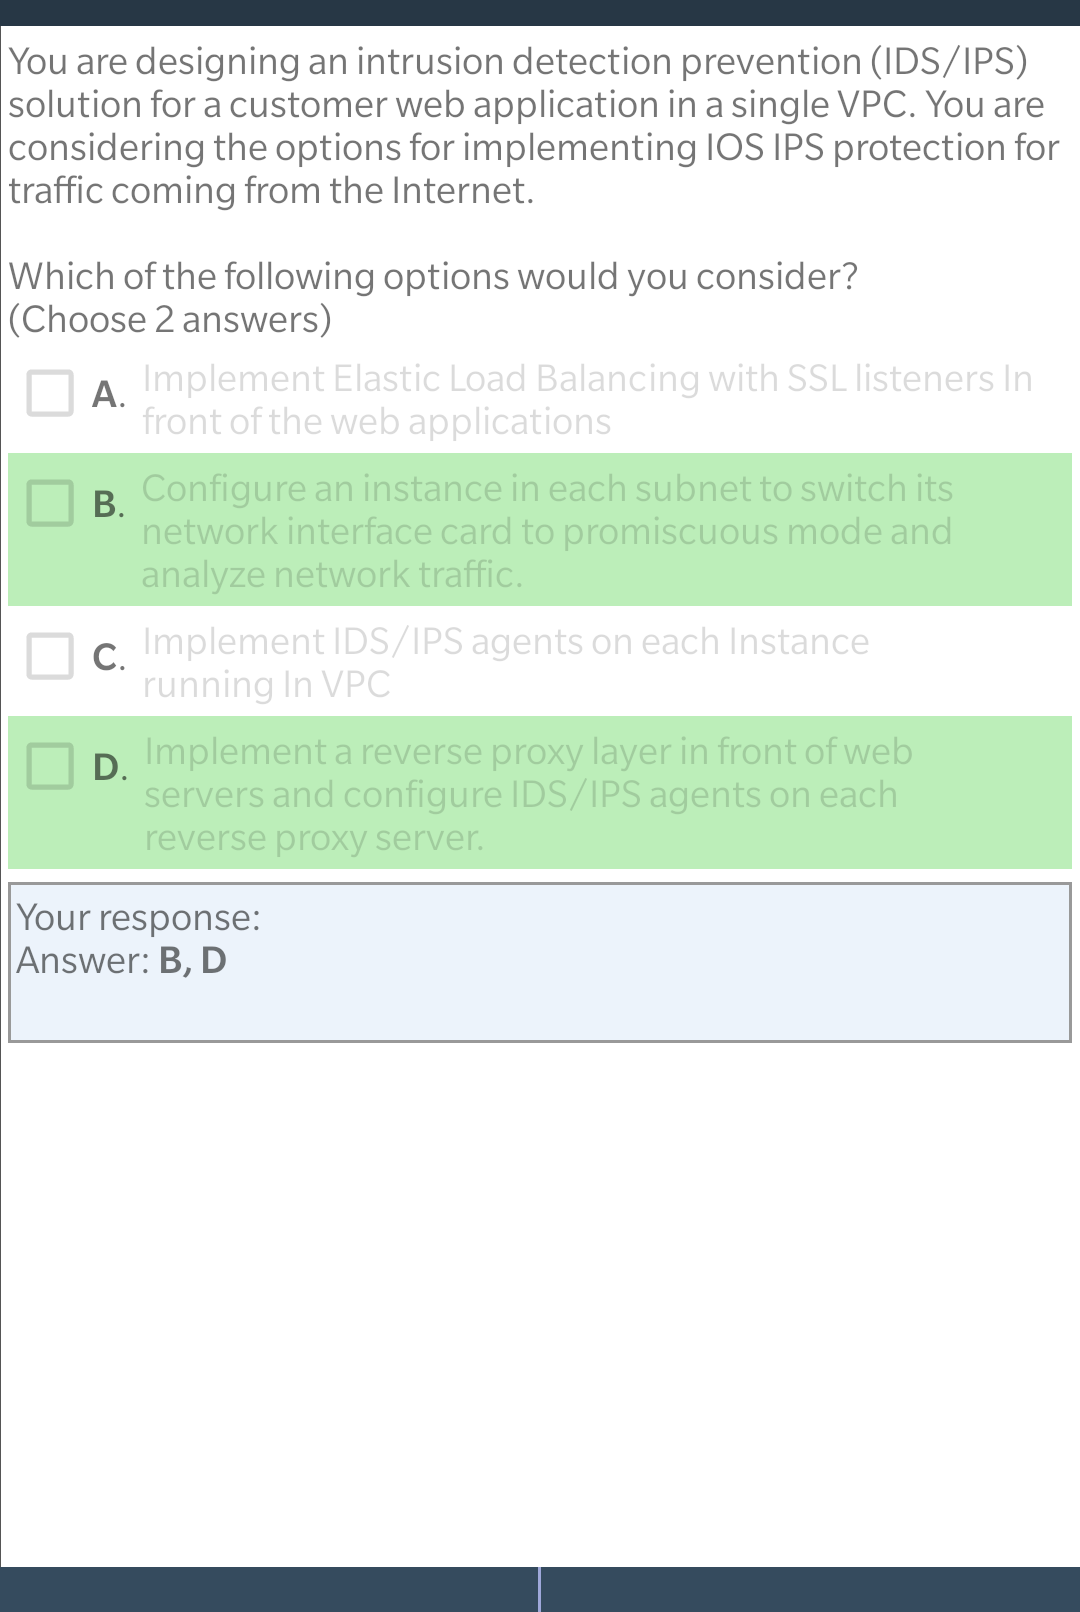 You are designing an intrusion detection prevention (IDS/IPS)
solution for a customer web application in a single VPC. You are
considering the options for implementing IOS IPS protection for
traffic coming from the Internet.
Which of the following options would you consider?
(Choose 2 answers)
A. Implement Elastic Load Balancing with SSL listeners In
front of the web applications
B. Configure an instance in each subnet to switch its
network interface card to promiscuous mode and
analyze network traffic.
C. Implement IDS/IPS agents on each Instance
running In VPC
D. Implement a reverse proxy layer in front of web
servers and configure IDS/IPS agents on each
reverse proxy server.
Your response:
Answer: B, D